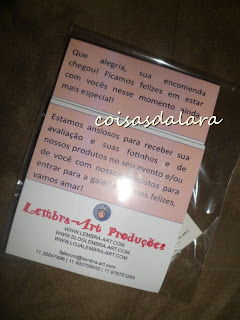 Que alegria, sua encomenda
chegou! Ficamos felizes em estar
com vocês nesse momento ainda
mais especial!
coisasdalara
Estamos ansiosos para receber sua
avaliação e suas fotinhos e de
nossos produtos no seu evento e/ou
de você com nossos produtos para
entrar para a galeria felizes,
vamos amar!
Lembra-Art Produções
WWW.LEMBRA-ART.COM
WWW.BLOGLEMBRA-ART.COM
WWW.LOJALEMBRA-ART.COM